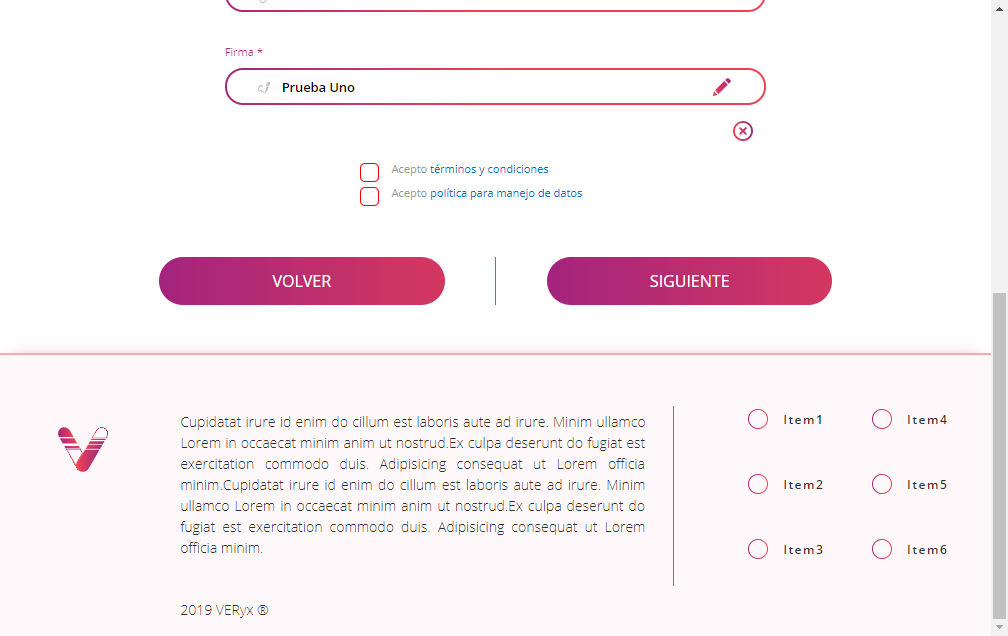 Firma *
Prueba Uno
Acepto términos y condiciones
Acepto política para manejo de datos
VOLVER
SIGUIENTE
Cupidatat irure id enim do cillum est laboris aute ad irure. Minim ullamco
Lorem in occaecat minim anim ut nostrud.Ex culpa deserunt do fugiat est
exercitation commodo duis. Adipisicing consequat ut Lorem officia
minim.Cupidatat irure id enim do cillum est laboris aute ad irure. Minim
ullamco Lorem in occaecat minim anim ut nostrud.Ex culpa deserunt do
fugiat est exercitation commodo duis. Adipisicing consequat ut Lorem
officia minim.
2019 VERyx ®
Item1
Item4
Item2
Item5
Item3
Item6